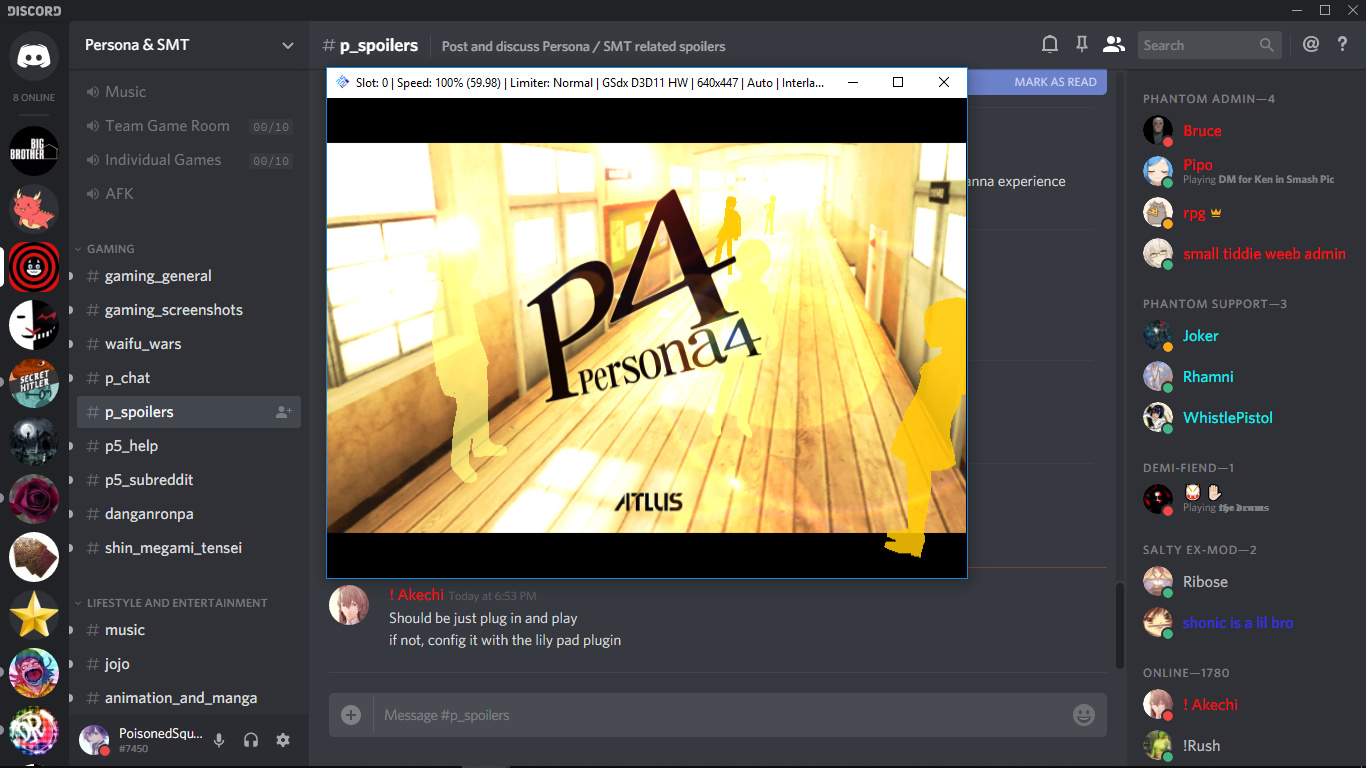 DISCORD
8 ONLINE
BIG
BROTHER
SECRET
HITLER
Persona & SMT
Music
Team Game Room 00/10
Individual Games 00/10
AFK
GAMING
# gaming_general
# gaming_screenshots
# waifu_wars
# p_chat
# p_spoilers
# p5_help
# p5_subreddit
# danganronpa
# shin_megami_tensei
LIFESTYLE AND ENTERTAINMENT
# music
# jojo
# animation_and_manga
PoisonedSqu...
#7450
# p_spoilers
Post and discuss Persona / SMT related spoilers
Search
@ ?
MARK AS READ
anna experience
Slot: 0 | Speed: 100% (59.98) | Limiter: Normal | GSdx D3D11 HW | 640x447 | Auto | Interla...
P4
Persona4
ATLUS
! Akechi Today at 6:53 PM
Should be just plug in and play
if not, config it with the lily pad plugin
Message #p_spoilers
PHANTOM ADMIN—4
Bruce
Pipo
Playing DM for Ken in Smash Pic
rpg
small tiddie weeb admin
PHANTOM SUPPORT—3
Joker
Rhamni
WhistlePistol
DEMI-FIEND—1
Playing the drums
SALTY EX-MOD—2
Ribose
shonic is a lil bro
ONLINE—1780
! Akechi
!Rush